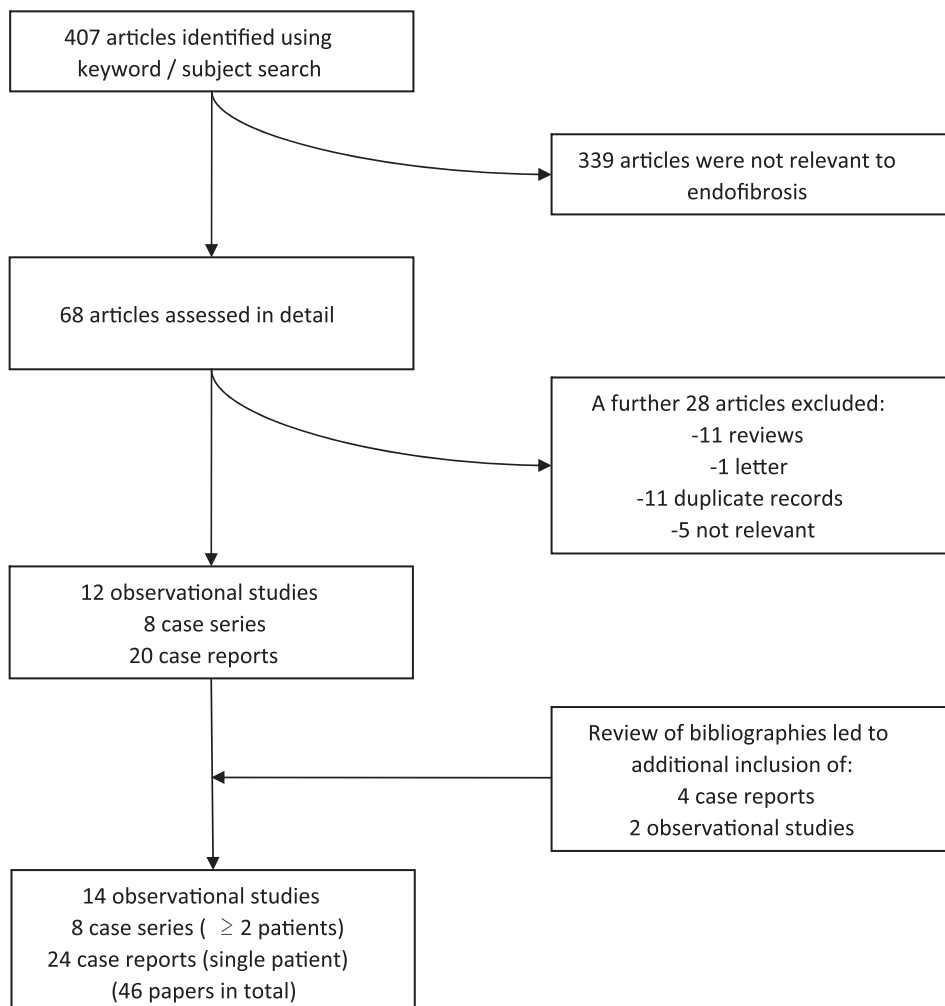 407 articles identified using
keyword / subject search
339 articles were not relevant to
endofibrosis
68 articles assessed in detail
A further 28 articles excluded:
-11 reviews
-1 letter
-11 duplicate records
-5 not relevant
12 observational studies
8 case series
20 case reports
Review of bibliographies led to
additional inclusion of:
4 case reports
2 observational studies
14 observational studies
8 case series ( ≥ 2 patients)
24 case reports (single patient)
(46 papers in total)